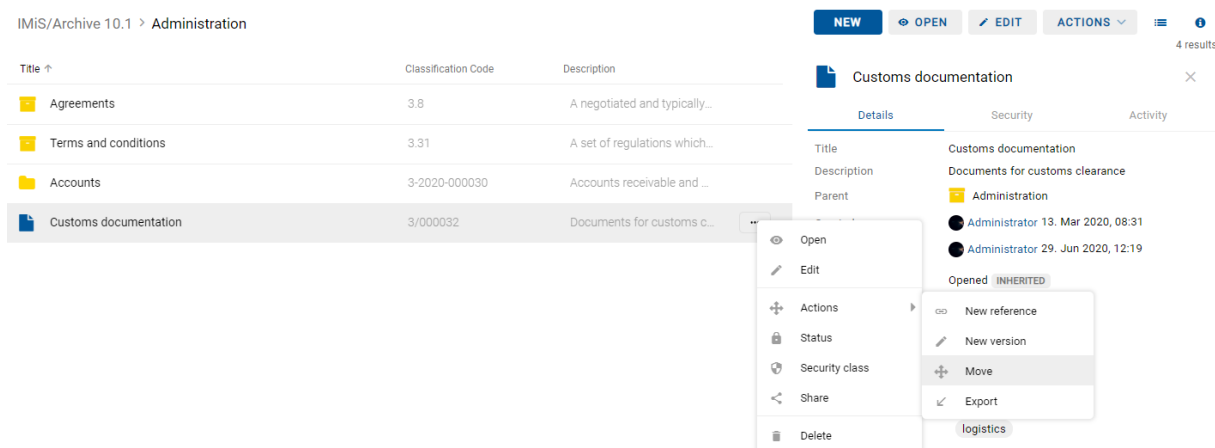 IMiS/Archive 10.1 > Administration
NEW
OPEN
EDIT
ACTIONS
4 results
Title ↑ Classification Code Description
Agreements 3.8 A negotiated and typically...
Terms and conditions 3.31 A set of regulations which...
Accounts 3-2020-000030 Accounts receivable and ...
Customs documentation 3/000032 Documents for customs c... ...
Customs documentation
Details Security Activity
Title Customs documentation
Description Documents for customs clearance
Parent Administration
Administrator 13. Mar 2020, 08:31
Administrator 29. Jun 2020, 12:19
Opened INHERITED
Open
Edit
Actions
Status
Security class
Share
Delete
New reference
New version
Move
Export
logistics